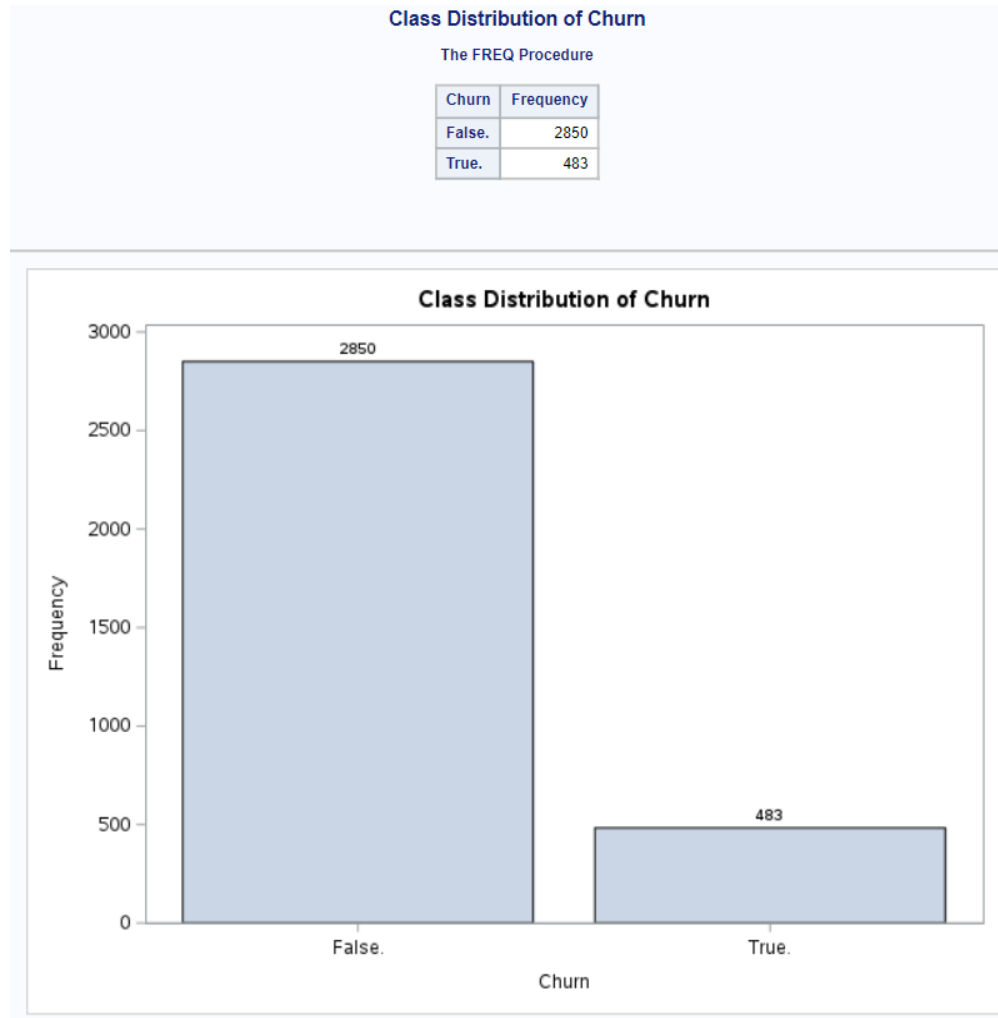 Class Distribution of Churn
The FREQ Procedure
Churn Frequency
False. 2850
True. 483
Class Distribution of Churn
3000
2850
2500
2000
1500
1000
500
483
0
Frequency
False. True.
Churn